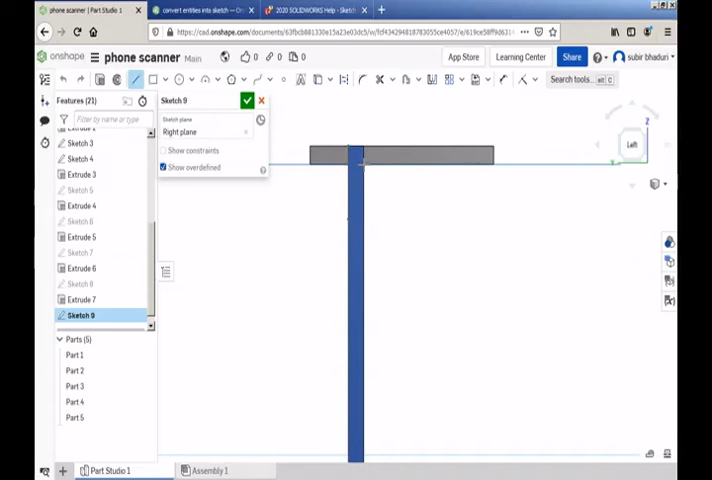 phone scanner | Part Studio 1
convert entities into sketch
2020 SOLIDWORKS Help - Sketc
onshape
phone scanner
Main
0
0
0
App Store
Learning Center
Share
subir bhaduri
Search tools...
Features (21)
Filter by name or type
Sketch 3
Sketch 4
Extrude 3
Sketch 5
Extrude 4
Sketch 6
Extrude 5
Sketch 7
Extrude 6
Sketch 8
Extrude 7
Sketch 9
Parts (5)
Part 1
Part 2
Part 3
Part 4
Part 5
Sketch 9
Sketch plane
Right plane
Show constraints
Show overdefined
Left
Z
Y
Part Studio 1
Assembly 1